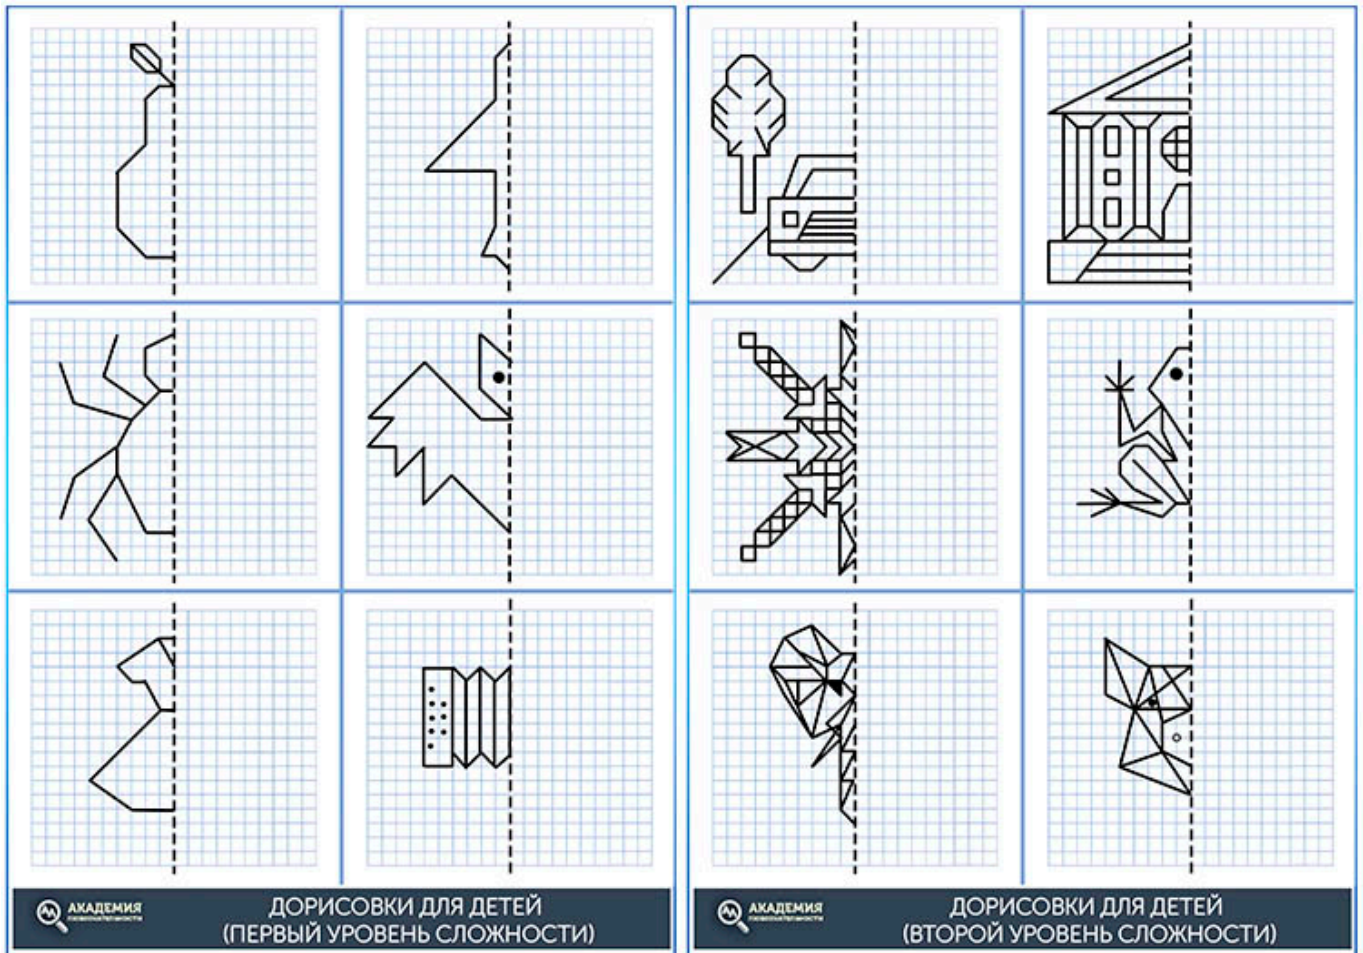 АКАДЕМИЯ
ДОРИСОВКИ ДЛЯ ДЕТЕЙ
(ПЕРВЫЙ УРОВЕНЬ СЛОЖНОСТИ)
АКАДЕМИЯ
ДОРИСОВКИ ДЛЯ ДЕТЕЙ
(ВТОРОЙ УРОВЕНЬ СЛОЖНОСТИ)